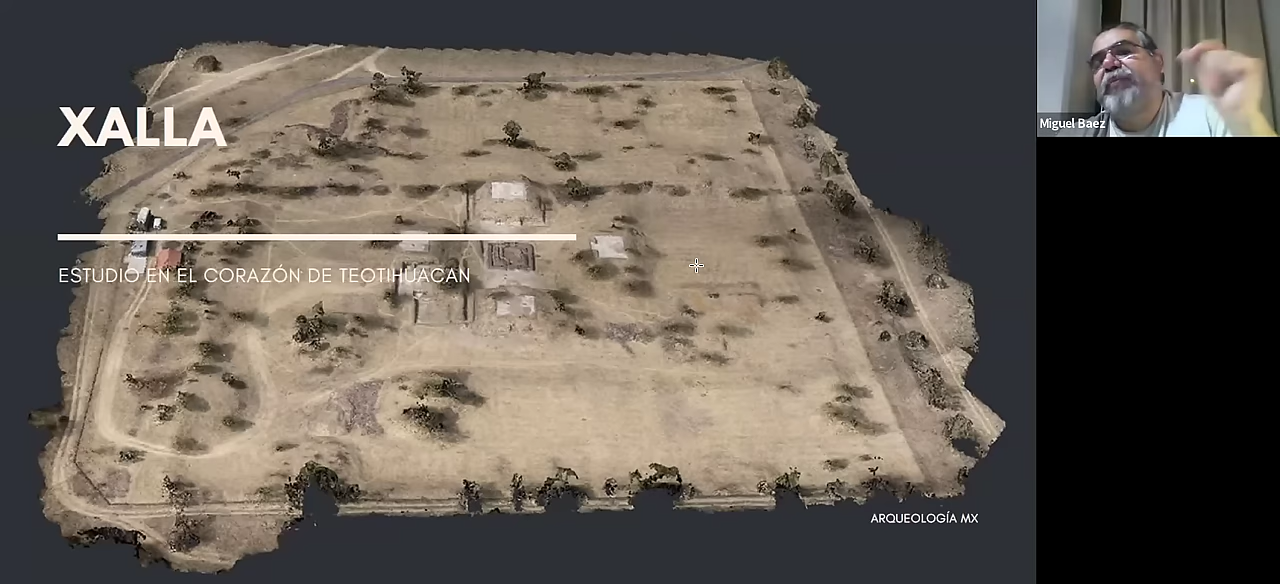 XALLA
ESTUDIO EN EL CORAZÓN DE TEOTIHUACAN
ARQUEOLOGÍA MX
Miguel Baez